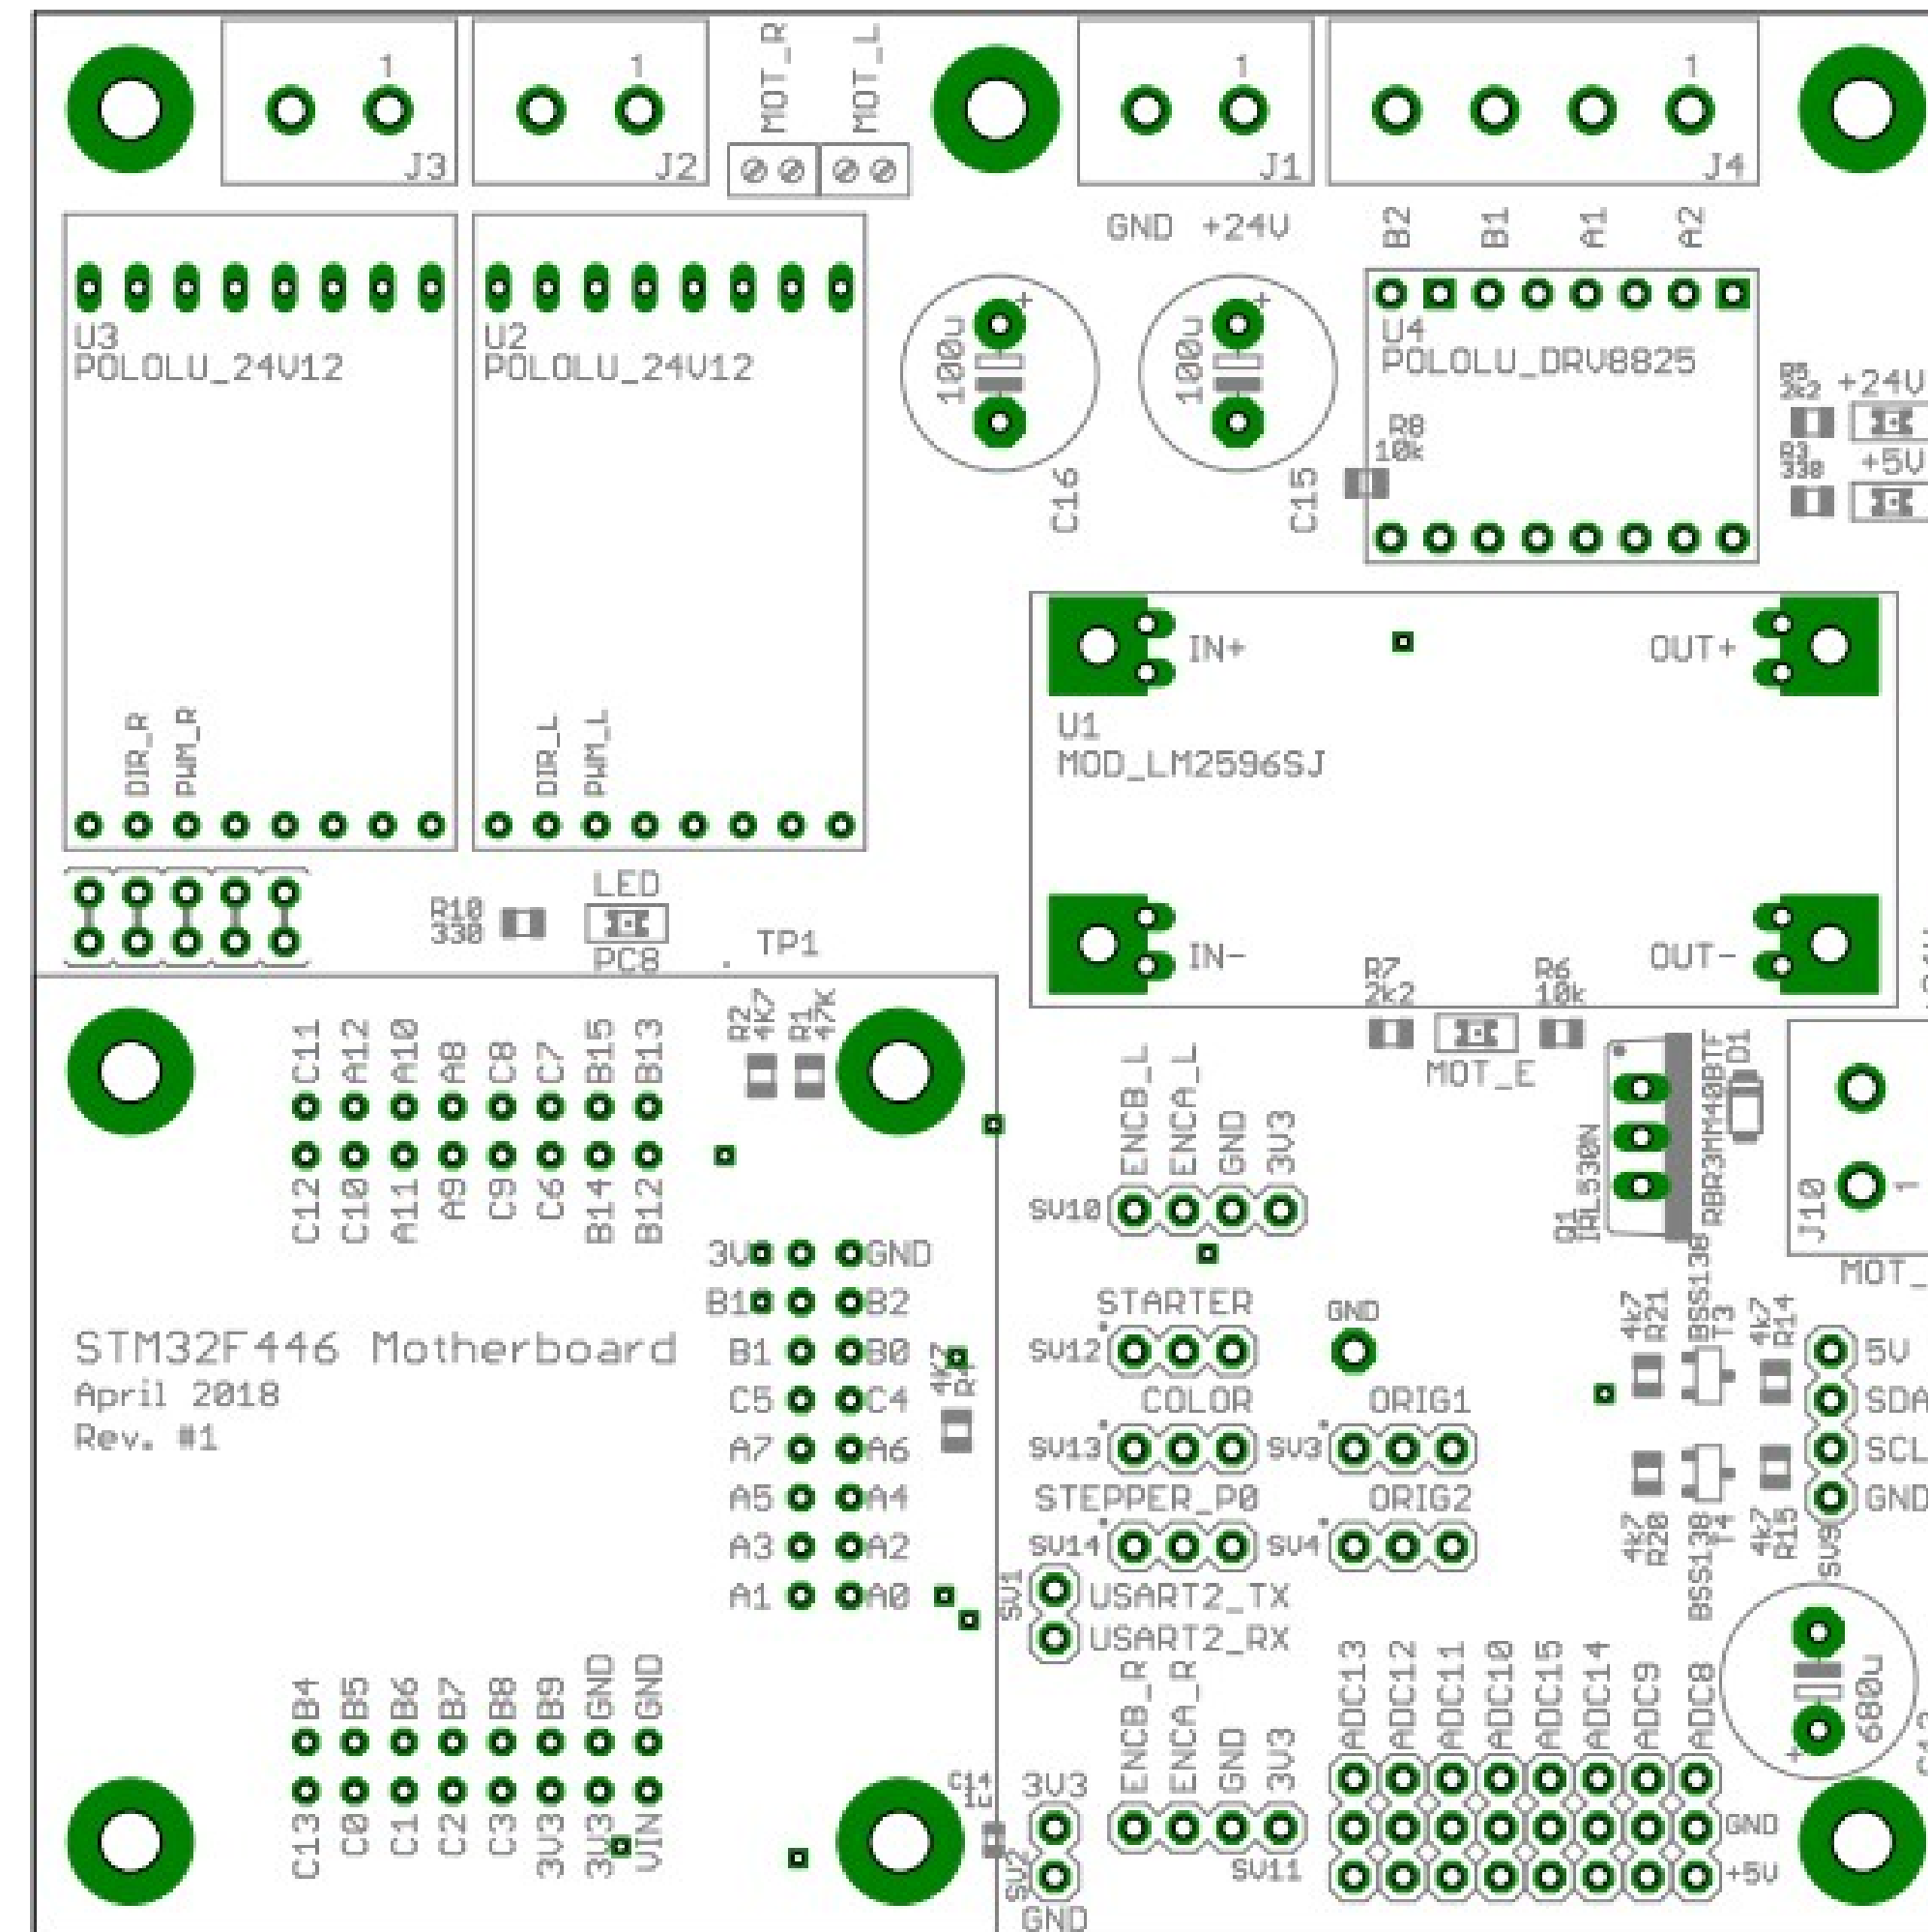 MOT_R
MOT_L
1
1
1
1
J3
J2
J1
J4
GND +24V
B2
B1
A1
A2
U3
POLOLU_24V12
U2
POLOLU_24V12
100u
C16
100u
C15
U4
POLOLU_DRV8825
R8
10k
R5
2k2
+24V
R3
330
+5V
IN+
OUT+
U1
MOD_LM2596SJ
IN-
OUT-
DIR_R
PWM_R
DIR_L
PWM_L
R10
330
LED
PC8
TP1
R7
2k2
R6
10k
MOT_E
C11
A12
A10
A8
C8
C7
B15
B13
C12
C10
A11
A9
C9
C6
B14
B12
R2
4K7
R1
47K
ENCB_L
ENCA_L
GND
3V3
SV10
Q1
IRL530N
RBR3MM40BTF
D1
J10
1
GND
B2
B1
B0
C5
C4
A7
A6
A5
A4
A3
A2
A1
A0
4K7
STM32F446 Motherboard
April 2018
Rev. #1
STARTER
SV12
GND
COLOR
SV13
ORIG1
SV3
STEPPER_P0
SV14
ORIG2
SV4
SV1
USART2_TX
USART2_RX
4k7
R21
BSS138
T3
4k7
R14
5V
SDA
SCL
GND
4k7
R20
BSS138
T4
4k7
R15
SV9
680u
B4
B5
B6
B7
B8
B9
GND
GND
C13
C0
C1
C2
C3
3V3
3V3
VIN
C14
3V3
SV2
GND
ENCB_R
ENCA_R
GND
3V3
SV11
ADC13
ADC12
ADC11
ADC10
ADC15
ADC14
ADC9
ADC8
GND
+5V